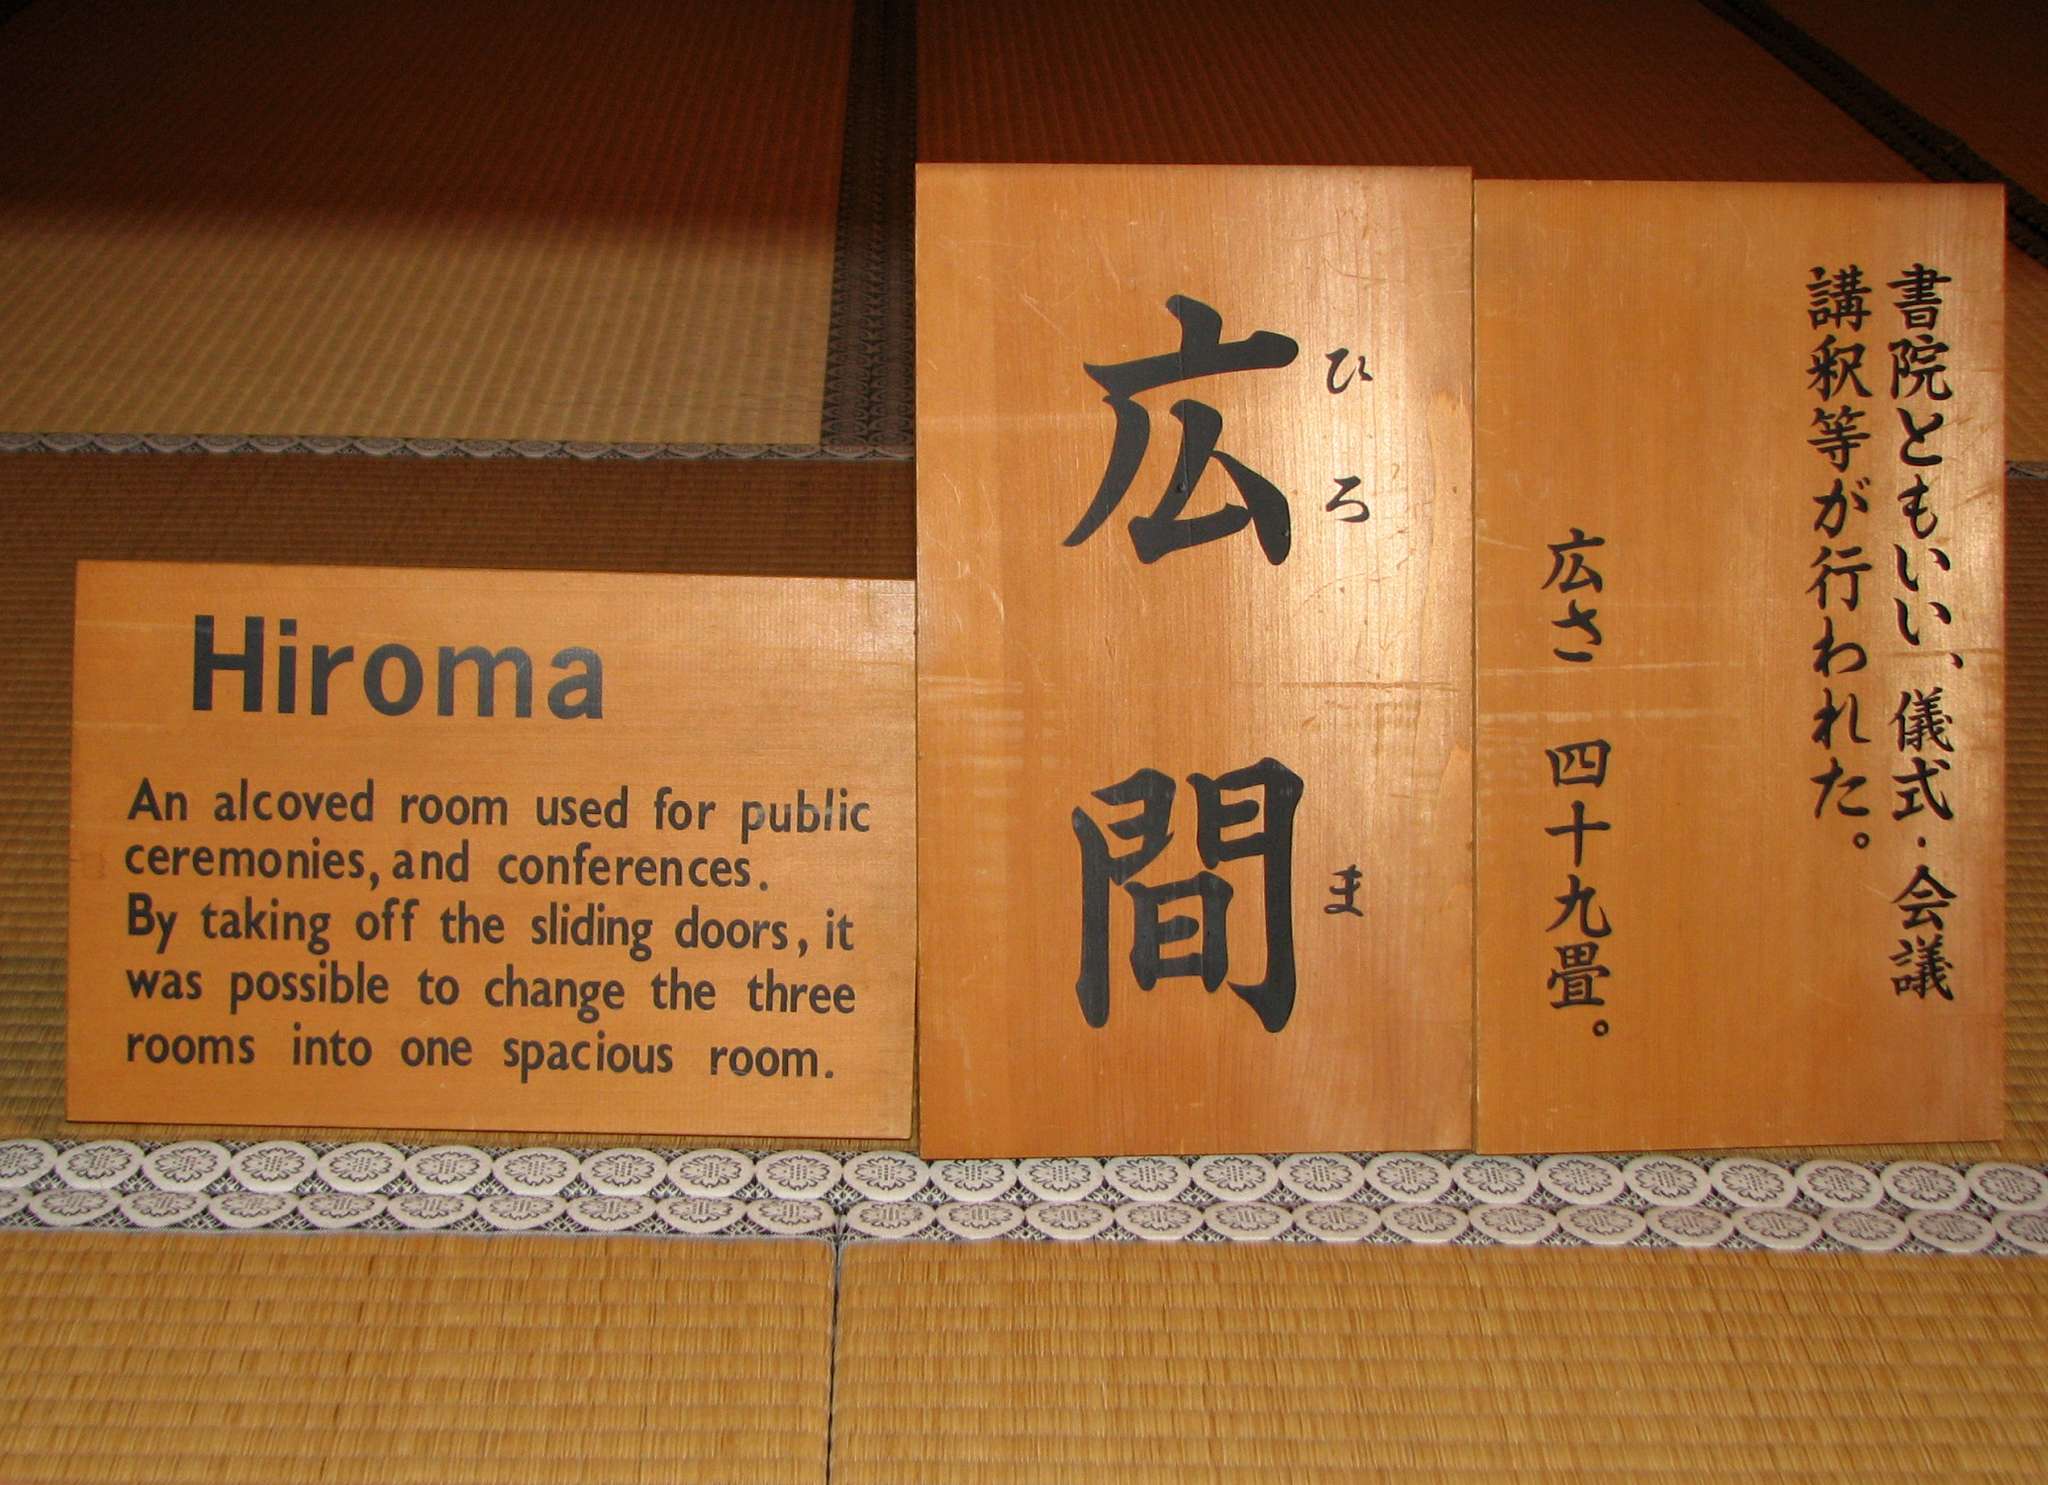 Hiroma
An alcoved room used for public
ceremonies, and conferences.
By taking off the sliding doors, it
was possible to change the three
rooms into one spacious room.
広間
ひろま
書院ともいい、儀式・会議
講釈等が行われた。
広さ 四十九畳。